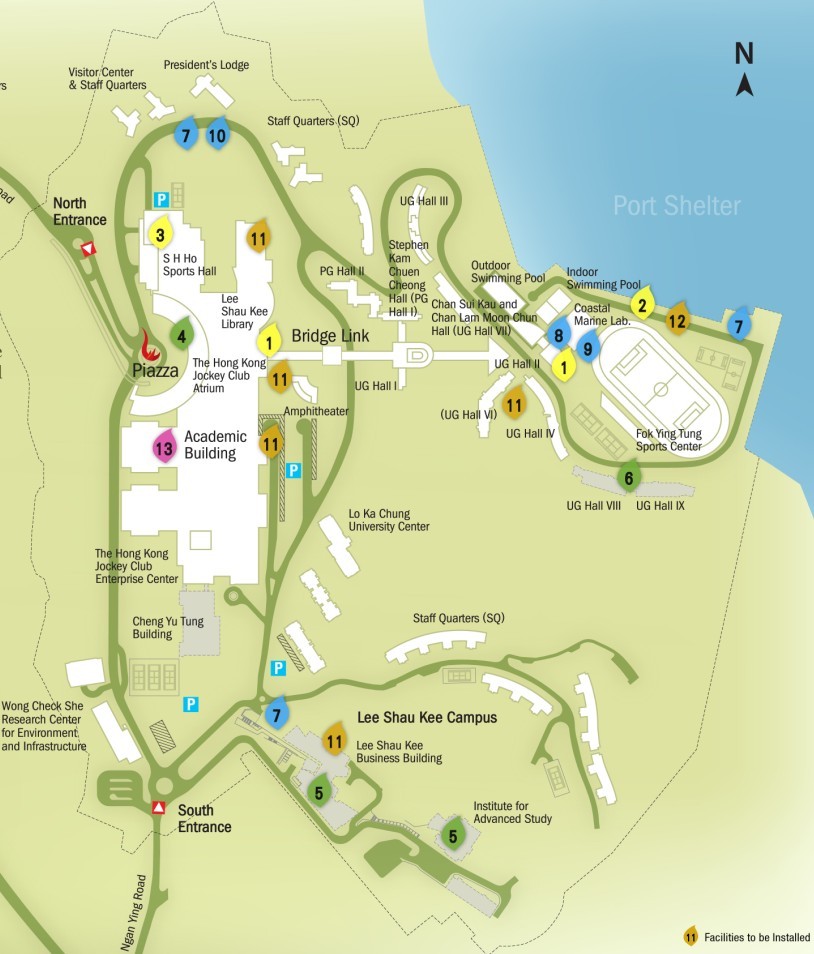 President's Lodge
Visitor Center
& Staff Quarters
rs
N
7
10
Staff Quarters (SQ)
P
North
Entrance
oad
UG Hall III
Port Shelter
3
11
S H Ho
Sports Hall
Stephen
Kam
Chuen
Cheong
Hall (PG
Hall I)
PG Hall II
Outdoor
Swimming Pool
Indoor
Swimming Pool
Lee
Shau Kee
Library
Chan Sui Kau and
Chan Lam Moon Chun
Hall (UG Hall VII)
2
12
7
Coastal
Marine Lab.
4
1
Bridge Link
8
9
Piazza
The Hong Kong
Jockey Club
Atrium
11
UG Hall II
1
UG Hall I
Amphitheater
(UG Hall VI)
11
UG Hall IV
Fok Ying Tung
Sports Center
13
Academic
Building
11
P
6
UG Hall VIII
UG Hall IX
Lo Ka Chung
University Center
The Hong Kong
Jockey Club
Enterprise Center
Cheng Yu Tung
Building
Staff Quarters (SQ)
P
P
Wong Check She
Research Center
for Environment
and Infrastructure
7
Lee Shau Kee Campus
11
Lee Shau Kee
Business Building
5
South
Entrance
Institute for
Advanced Study
5
Ngan Ying Road
11 Facilities to be Installed